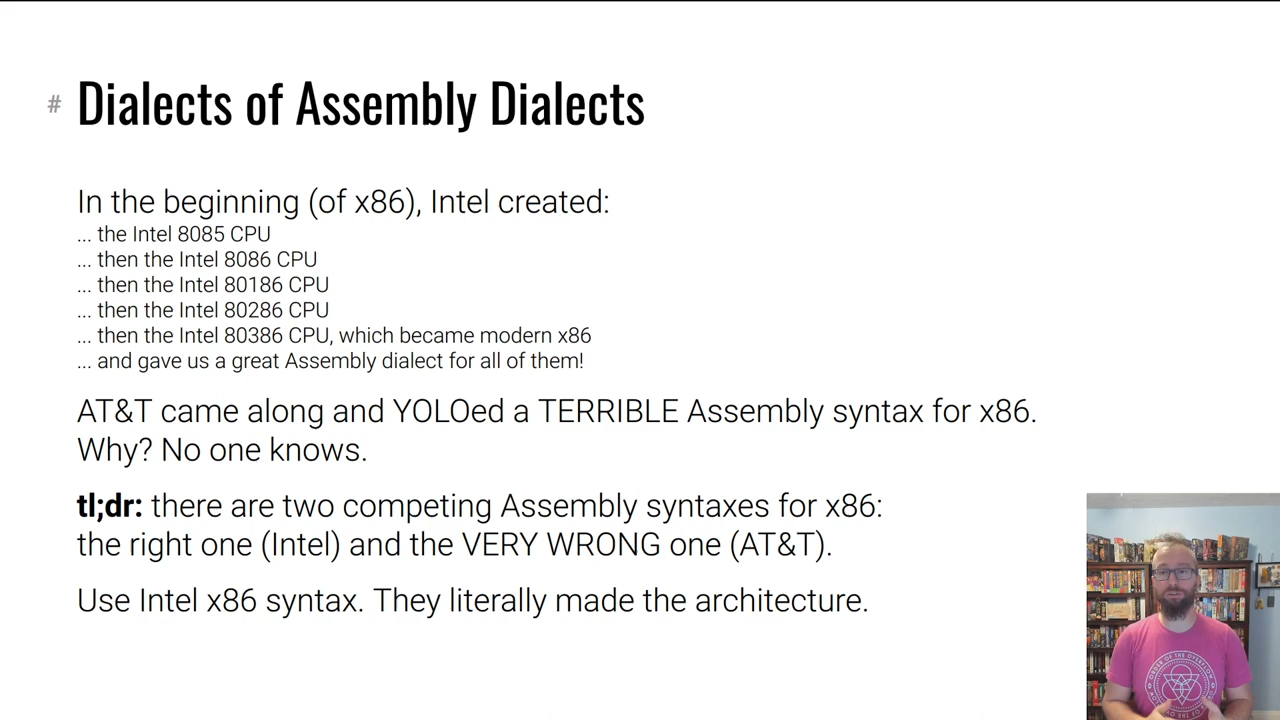 # Dialects of Assembly Dialects
In the beginning (of x86), Intel created:
... the Intel 8085 CPU
... then the Intel 8086 CPU
... then the Intel 80186 CPU
... then the Intel 80286 CPU
... then the Intel 80386 CPU, which became modern x86
... and gave us a great Assembly dialect for all of them!
AT&T came along and YOLOed a TERRIBLE Assembly syntax for x86.
Why? No one knows.
tl;dr: there are two competing Assembly syntaxes for x86:
the right one (Intel) and the VERY WRONG one (AT&T).
Use Intel x86 syntax. They literally made the architecture.
ORDER OF THE OVERFLOW